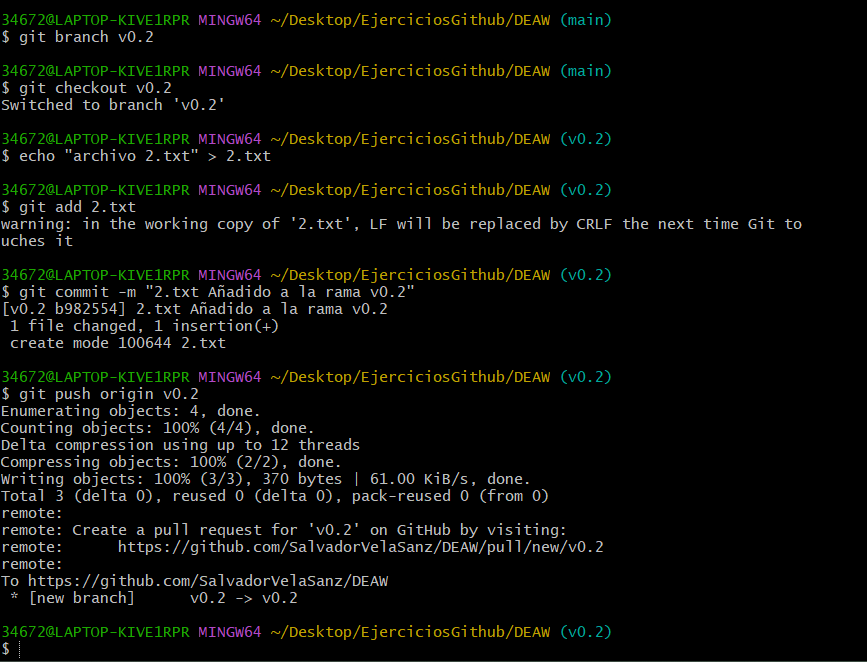 34672@LAPTOP-KIVE1RPR MINGW64 ~/Desktop/EjerciciosGithub/DEAW (main)
$ git branch v0.2
34672@LAPTOP-KIVE1RPR MINGW64 ~/Desktop/EjerciciosGithub/DEAW (main)
$ git checkout v0.2
Switched to branch 'v0.2'
34672@LAPTOP-KIVE1RPR MINGW64 ~/Desktop/EjerciciosGithub/DEAW (v0.2)
$ echo "archivo 2.txt" > 2.txt
34672@LAPTOP-KIVE1RPR MINGW64 ~/Desktop/EjerciciosGithub/DEAW (v0.2)
$ git add 2.txt
warning: in the working copy of '2.txt', LF will be replaced by CRLF the next time Git to
uches it
34672@LAPTOP-KIVE1RPR MINGW64 ~/Desktop/EjerciciosGithub/DEAW (v0.2)
$ git commit -m "2.txt Añadido a la rama v0.2"
[v0.2 b982554] 2.txt Añadido a la rama v0.2
 1 file changed, 1 insertion(+)
 create mode 100644 2.txt
34672@LAPTOP-KIVE1RPR MINGW64 ~/Desktop/EjerciciosGithub/DEAW (v0.2)
$ git push origin v0.2
Enumerating objects: 4, done.
Counting objects: 100% (4/4), done.
Delta compression using up to 12 threads
Compressing objects: 100% (2/2), done.
Writing objects: 100% (3/3), 370 bytes | 61.00 KiB/s, done.
Total 3 (delta 0), reused 0 (delta 0), pack-reused 0 (from 0)
remote:
remote: Create a pull request for 'v0.2' on GitHub by visiting:
remote:      https://github.com/SalvadorVelaSanz/DEAW/pull/new/v0.2
remote:
To https://github.com/SalvadorVelaSanz/DEAW
 * [new branch]      v0.2 -> v0.2
34672@LAPTOP-KIVE1RPR MINGW64 ~/Desktop/EjerciciosGithub/DEAW (v0.2)
$